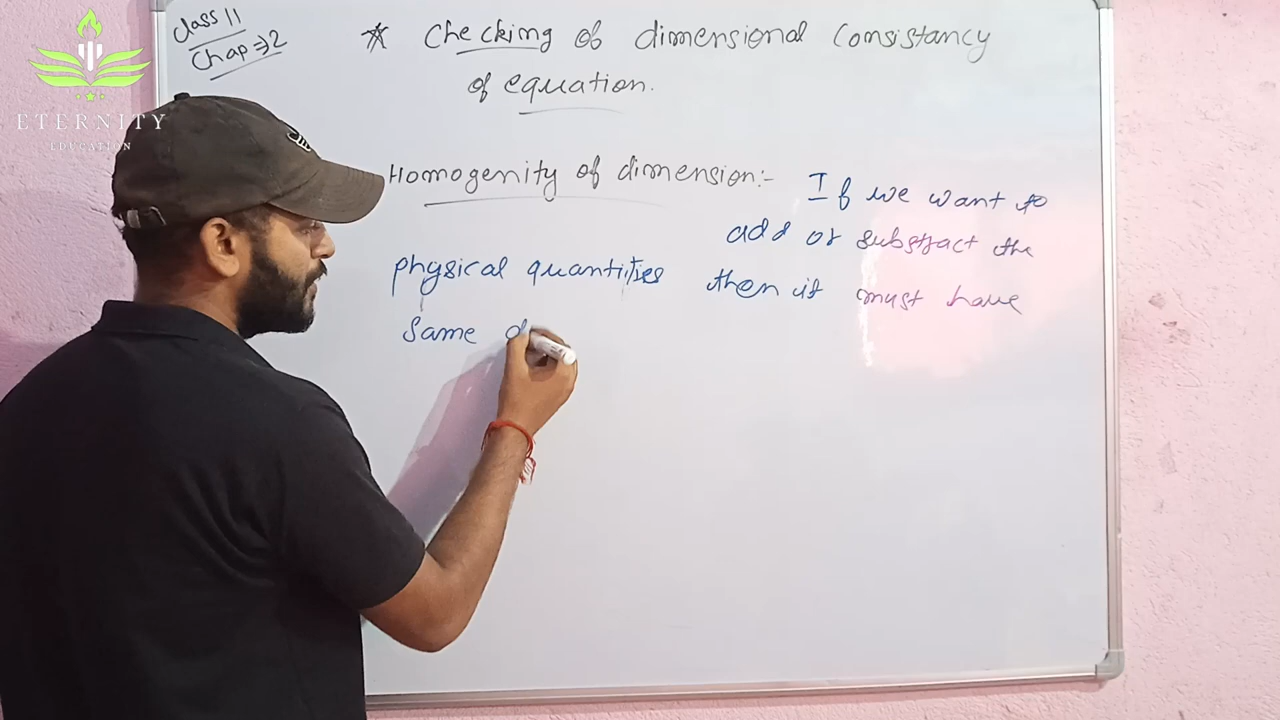 ETERNITY
EDUCATION
Class 11
Chap ⇒ 2
* Checking of dimensional Consistancy
of equation.
Homogenity of dimension:- If we want to
add or substract the
physical quantities then it must have
Same d